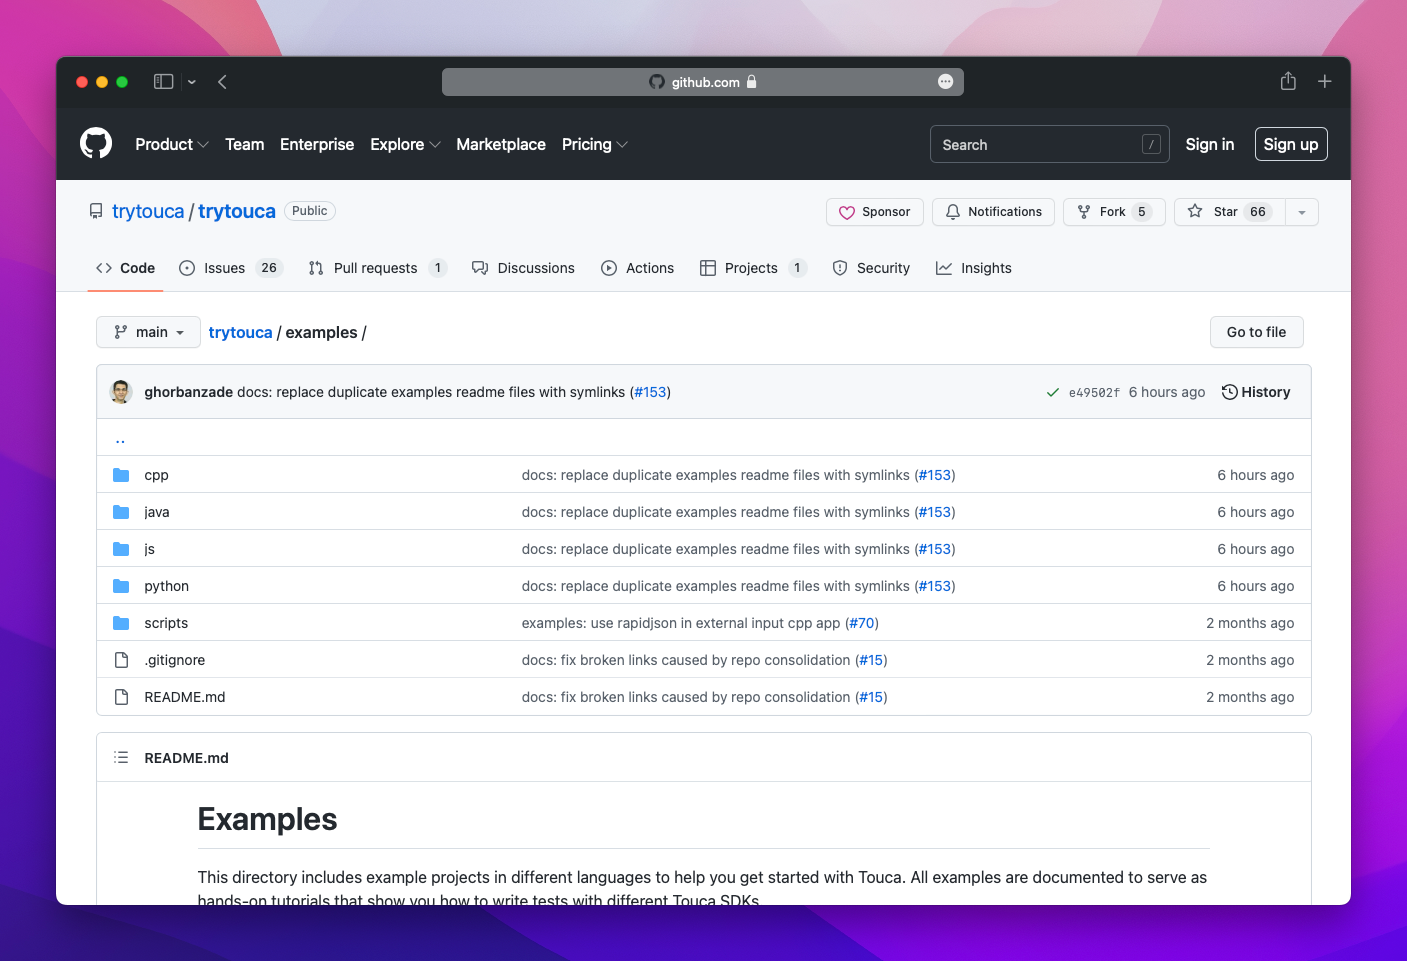 github.com
Product Team Enterprise Explore Marketplace Pricing Search / Sign in Sign up
trytouca / trytouca Public Sponsor Notifications Fork 5 Star 66
Code Issues 26 Pull requests 1 Discussions Actions Projects 1 Security Insights
main trytouca / examples / Go to file
ghorbanzade docs: replace duplicate examples readme files with symlinks (#153) e49502f 6 hours ago History
..
cpp docs: replace duplicate examples readme files with symlinks (#153) 6 hours ago
java docs: replace duplicate examples readme files with symlinks (#153) 6 hours ago
js docs: replace duplicate examples readme files with symlinks (#153) 6 hours ago
python docs: replace duplicate examples readme files with symlinks (#153) 6 hours ago
scripts examples: use rapidjson in external input cpp app (#70) 2 months ago
.gitignore docs: fix broken links caused by repo consolidation (#15) 2 months ago
README.md docs: fix broken links caused by repo consolidation (#15) 2 months ago
README.md
Examples
This directory includes example projects in different languages to help you get started with Touca. All examples are documented to serve as
hands-on tutorials that show you how to write tests with different Touca SDKs.